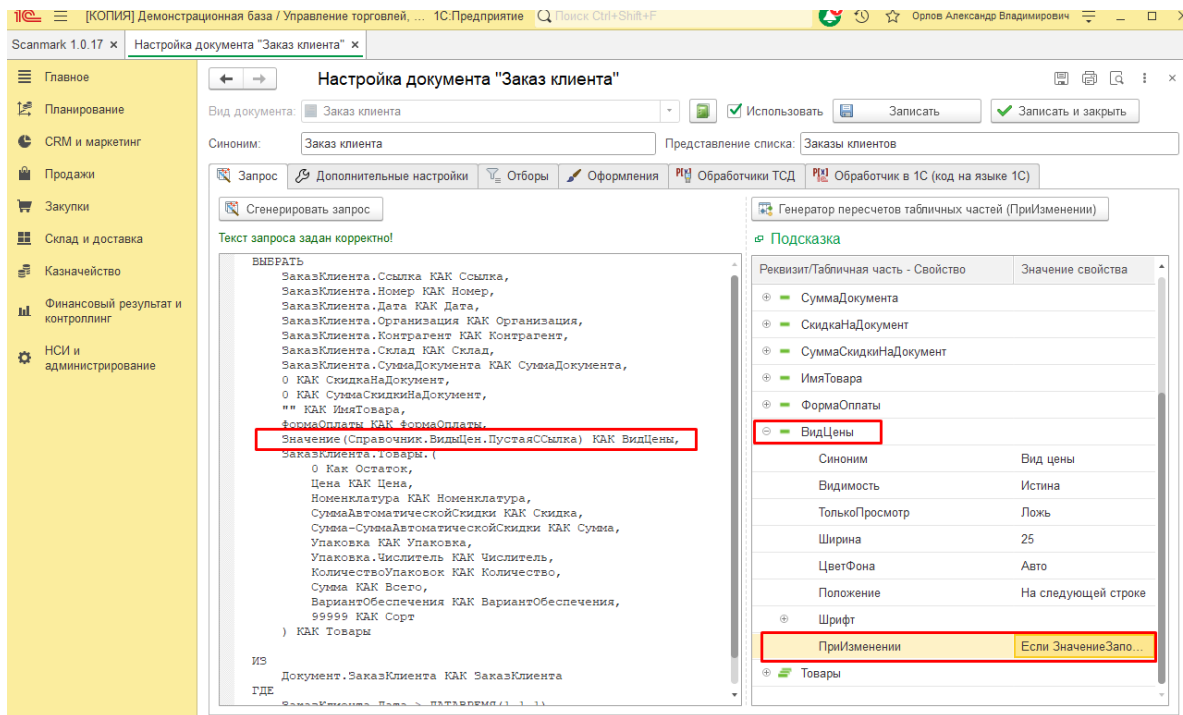 1С [КОПИЯ] Демонстрационная база / Управление торговлей, ... 1С:Предприятие Поиск Ctrl+Shift+F Орлов Александр Владимирович
Scanmark 1.0.17 × Настройка документа "Заказ клиента" ×
Главное
Планирование
CRM и маркетинг
Продажи
Закупки
Склад и доставка
Казначейство
Финансовый результат и
контроллинг
НСИ и
администрирование
Настройка документа "Заказ клиента"
Вид документа: Заказ клиента Использовать Записать Записать и закрыть
Синоним: Заказ клиента Представление списка: Заказы клиентов
Запрос Дополнительные настройки Отборы Оформления Обработчики ТСД Обработчик в 1С (код на языке 1С)
Сгенерировать запрос
Текст запроса задан корректно!
ВЫБРАТЬ
ЗаказКлиента.Ссылка КАК Ссылка,
ЗаказКлиента.Номер КАК Номер,
ЗаказКлиента.Дата КАК Дата,
ЗаказКлиента.Организация КАК Организация,
ЗаказКлиента.Контрагент КАК Контрагент,
ЗаказКлиента.Склад КАК Склад,
ЗаказКлиента.СуммаДокумента КАК СуммаДокумента,
0 КАК СкидкаНаДокумент,
0 КАК СуммаСкидкиНаДокумент,
"" КАК ИмяТовара,
ФормаОплаты КАК ФормаОплаты,
Значение(Справочник.ВидыЦен.ПустаяССылка) КАК ВидЦены,
ЗаказКлиента.Товары.(
0 Как Остаток,
Цена КАК Цена,
Номенклатура КАК Номенклатура,
СуммаАвтоматическойСкидки КАК Скидка,
Сумма-СуммаАвтоматическойСкидки КАК Сумма,
Упаковка КАК Упаковка,
Упаковка.Числитель КАК Числитель,
КоличествоУпаковок КАК Количество,
Сумма КАК Всего,
ВариантОбеспечения КАК ВариантОбеспечения,
99999 КАК Сорт
) КАК Товары
ИЗ
Документ.ЗаказКлиента КАК ЗаказКлиента
ГДЕ
ЗаказКлиента.Дата > ДАТАВРЕМЯ(1,1,1)
Генератор пересчетов табличных частей (ПриИзменении)
Подсказка
Реквизит/Табличная часть - Свойство Значение свойства
СуммаДокумента
СкидкаНаДокумент
СуммаСкидкиНаДокумент
ИмяТовара
ФормаОплаты
ВидЦены
Синоним Вид цены
Видимость Истина
ТолькоПросмотр Ложь
Ширина 25
ЦветФона Авто
Положение На следующей строке
Шрифт
ПриИзменении Если ЗначениеЗапо...
Товары